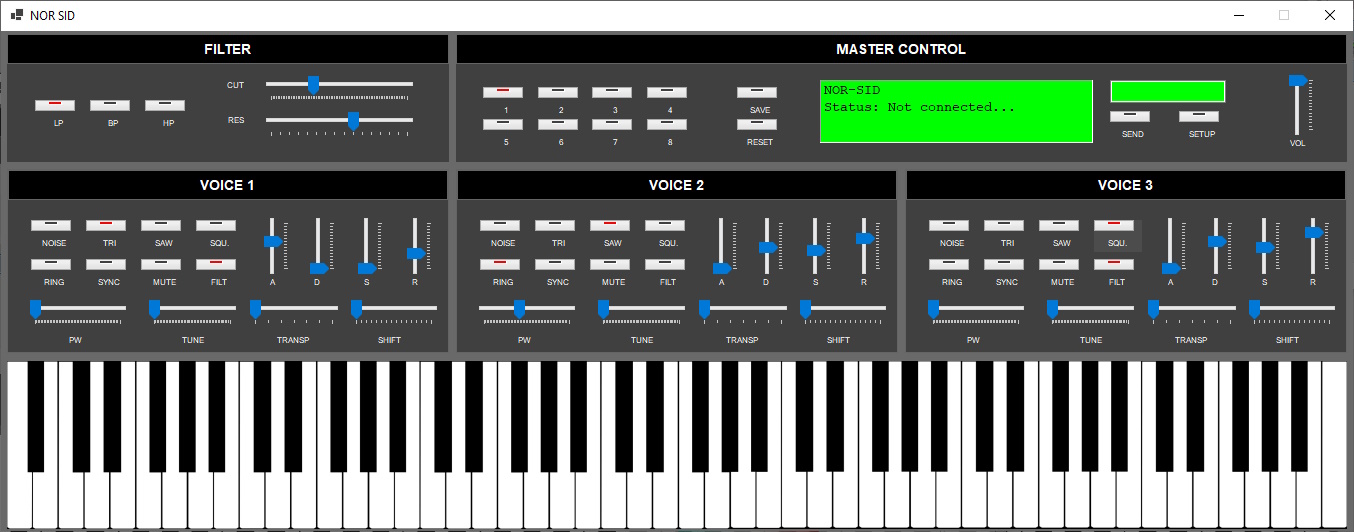 NOR SID
FILTER
CUT
LP BP HP
RES
MASTER CONTROL
1 2 3 4 SAVE
5 6 7 8 RESET
NOR-SID
Status: Not connected...
SEND SETUP
VOL
VOICE 1
NOISE TRI SAW SQU.
RING SYNC MUTE FILT A D S R
PW TUNE TRANSP SHIFT
VOICE 2
NOISE TRI SAW SQU.
RING SYNC MUTE FILT A D S R
PW TUNE TRANSP SHIFT
VOICE 3
NOISE TRI SAW SQU.
RING SYNC MUTE FILT A D S R
PW TUNE TRANSP SHIFT